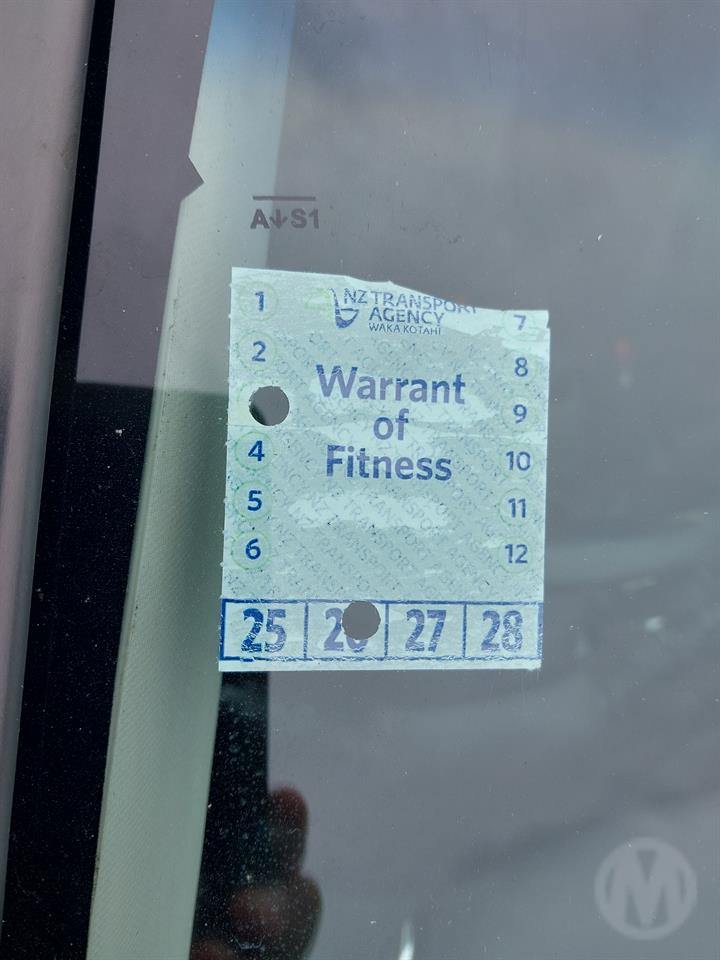 A↓S1
NZ TRANSPORT
AGENCY
WAKA KOTAHI
Warrant
of
Fitness
1
2
4
5
6
7
8
9
10
11
12
25 26 27 28
M